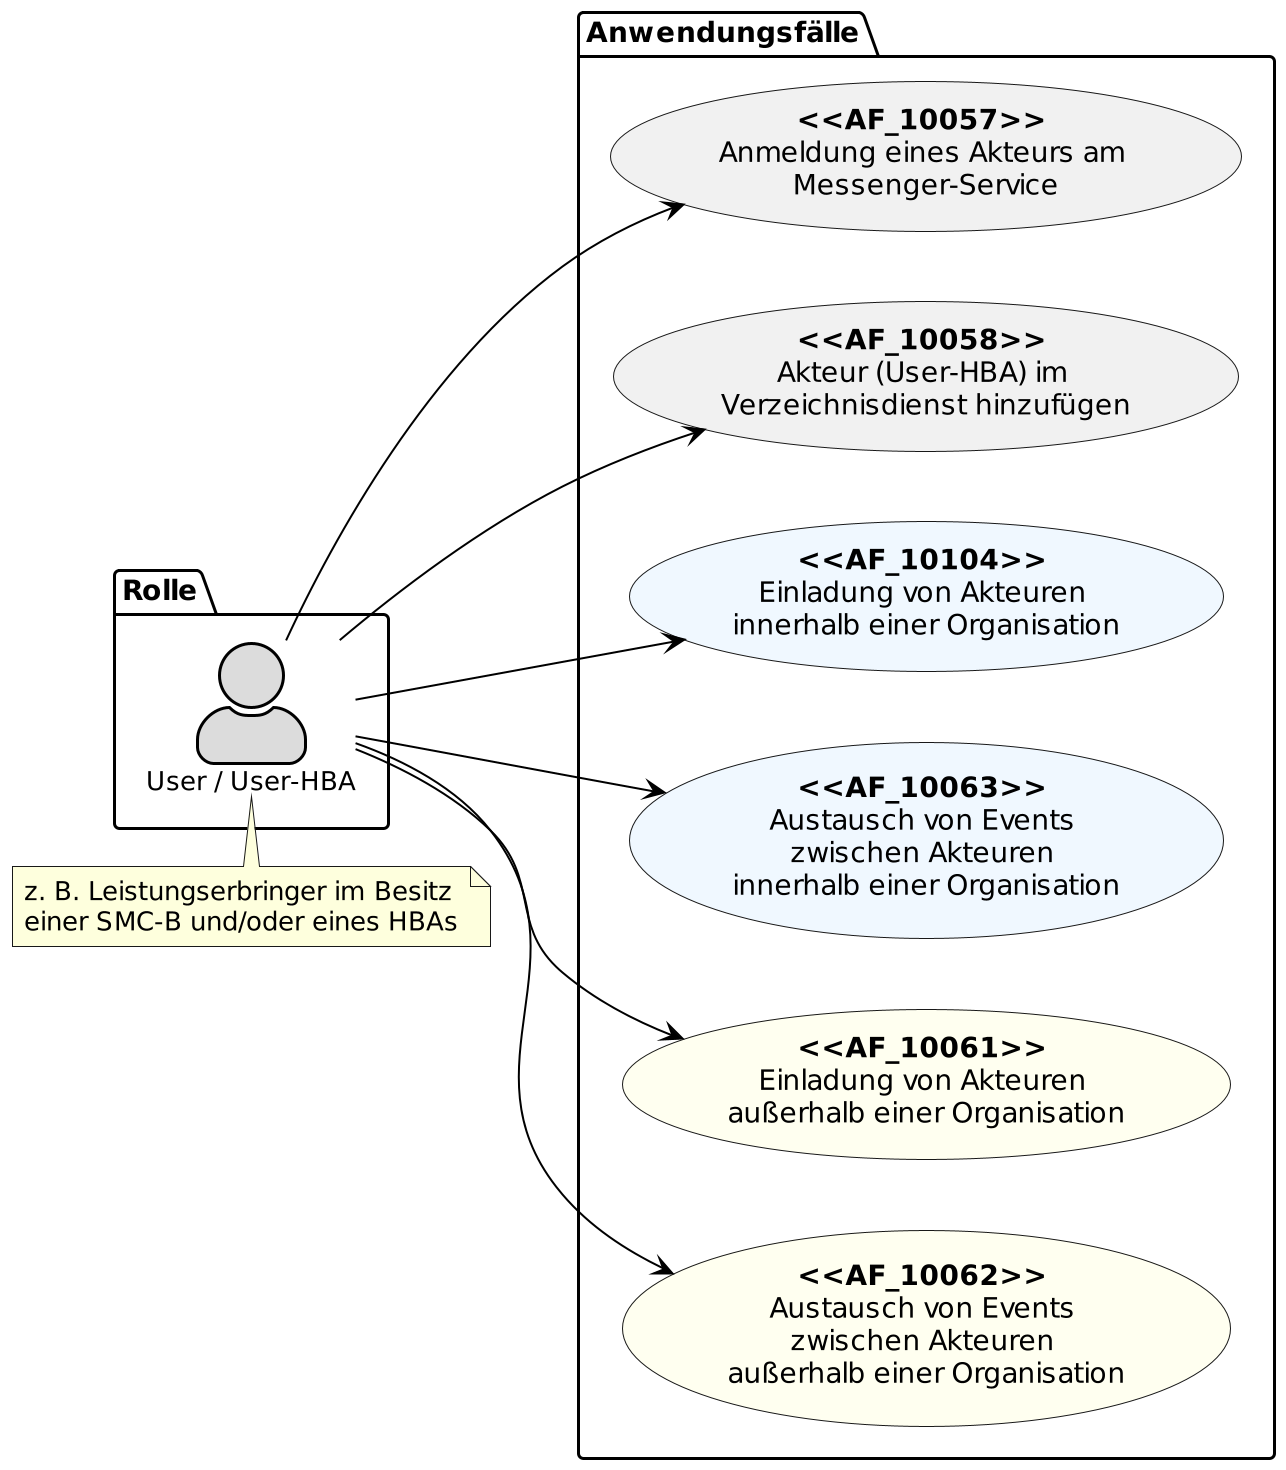 Anwendungsfälle
<<AF_10057>>
Anmeldung eines Akteurs am
Messenger-Service
<<AF_10058>>
Akteur (User-HBA) im
Verzeichnisdienst hinzufügen
<<AF_10104>>
Einladung von Akteuren
innerhalb einer Organisation
Rolle
User / User-HBA
<<AF_10063>>
Austausch von Events
zwischen Akteuren
innerhalb einer Organisation
z. B. Leistungserbringer im Besitz
einer SMC-B und/oder eines HBAs
<<AF_10061>>
Einladung von Akteuren
außerhalb einer Organisation
<<AF_10062>>
Austausch von Events
zwischen Akteuren
außerhalb einer Organisation